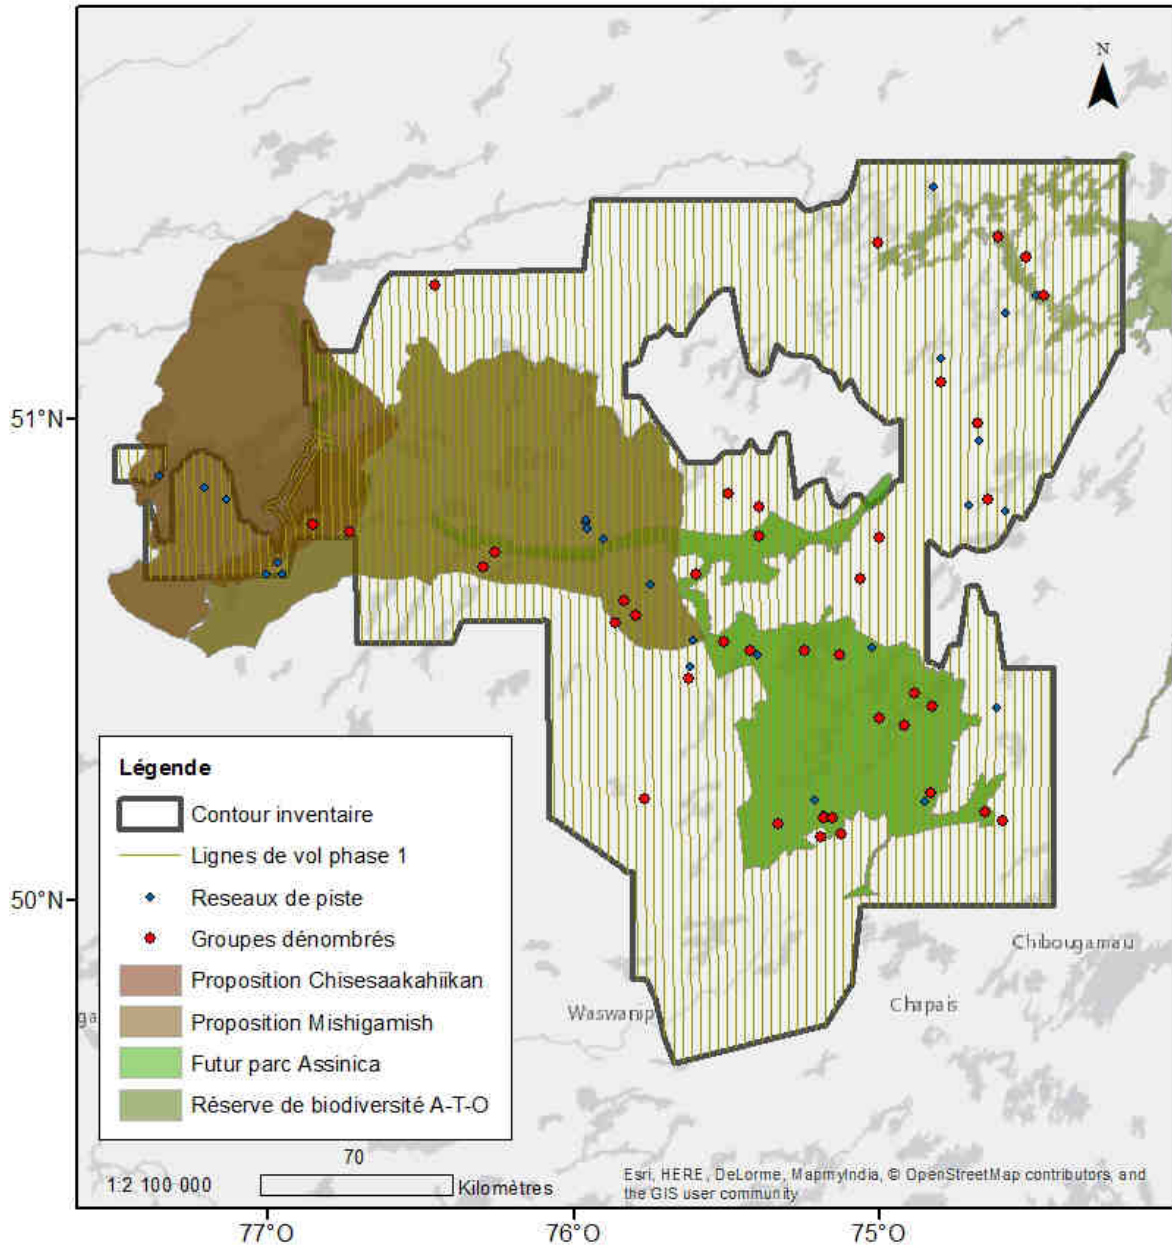 N
51°N
50°N
Légende
Contour inventaire
Lignes de vol phase 1
Reseaux de piste
Groupes dénombrés
Proposition Chisesaakahiikan
Proposition Mishigamish
Futur parc Assinica
Réserve de biodiversité A-T-O
Chibougamau
Chapais
Waswanip
ga
70
1:2 100 000
Kilomètres
Esri, HERE, DeLorme, MapmyIndia, © OpenStreetMap contributors, and
the GIS user community
77°O
76°O
75°O